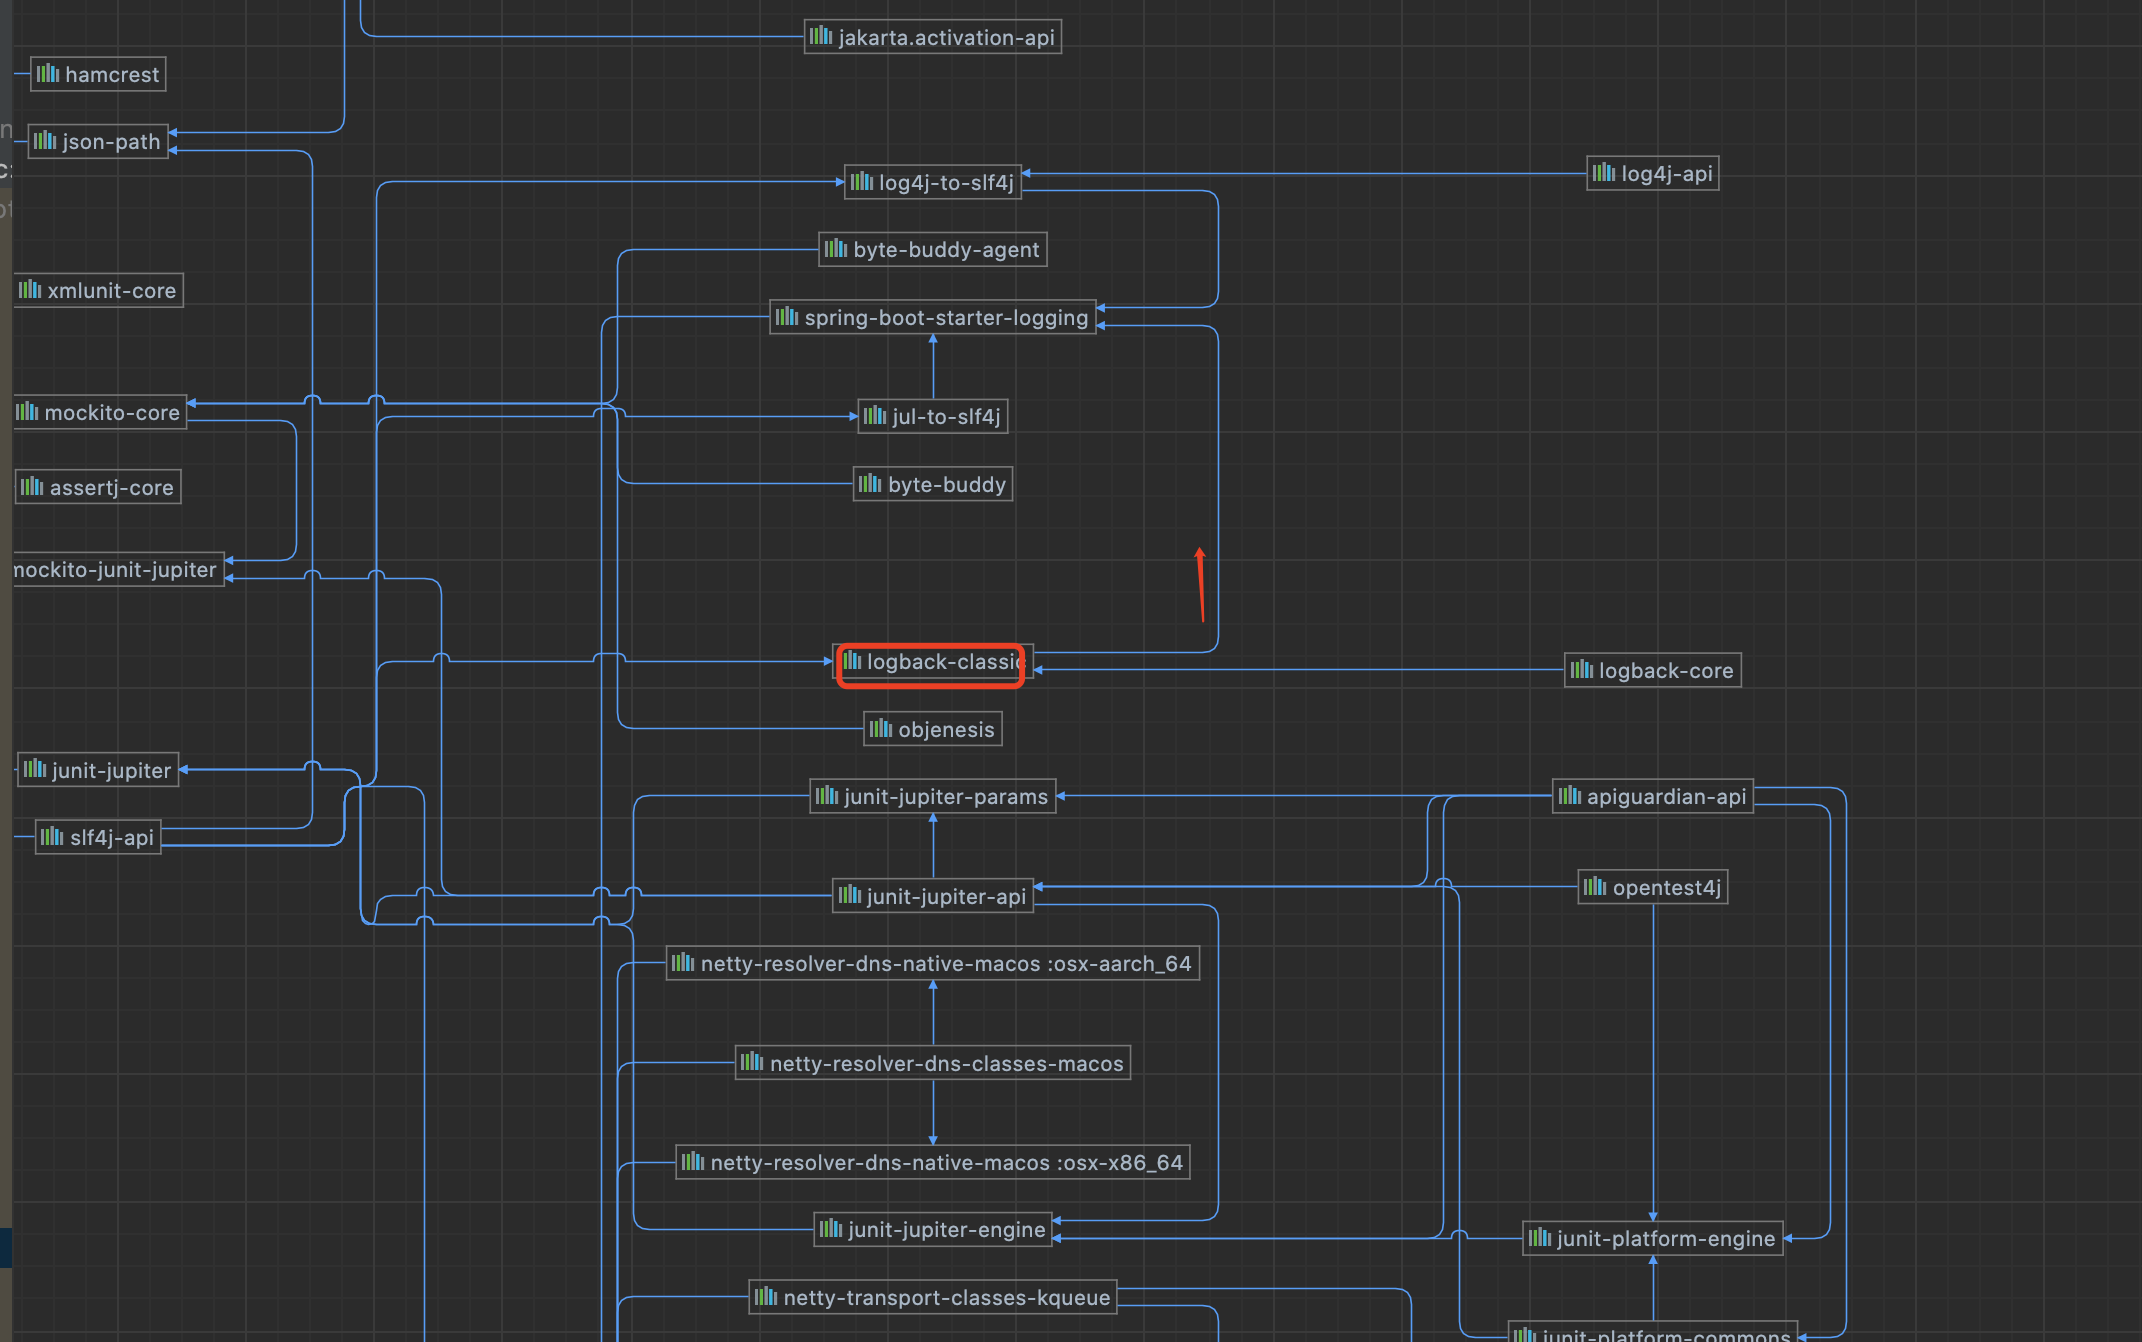 jakarta.activation-api
hamcrest
json-path
log4j-to-slf4j
log4j-api
byte-buddy-agent
xmlunit-core
spring-boot-starter-logging
mockito-core
jul-to-slf4j
byte-buddy
assertj-core
mockito-junit-jupiter
logback-classic
logback-core
objenesis
junit-jupiter
junit-jupiter-params
apiguardian-api
slf4j-api
junit-jupiter-api
opentest4j
netty-resolver-dns-native-macos :osx-aarch_64
netty-resolver-dns-classes-macos
netty-resolver-dns-native-macos :osx-x86_64
junit-jupiter-engine
junit-platform-engine
netty-transport-classes-kqueue
junit-platform-commons